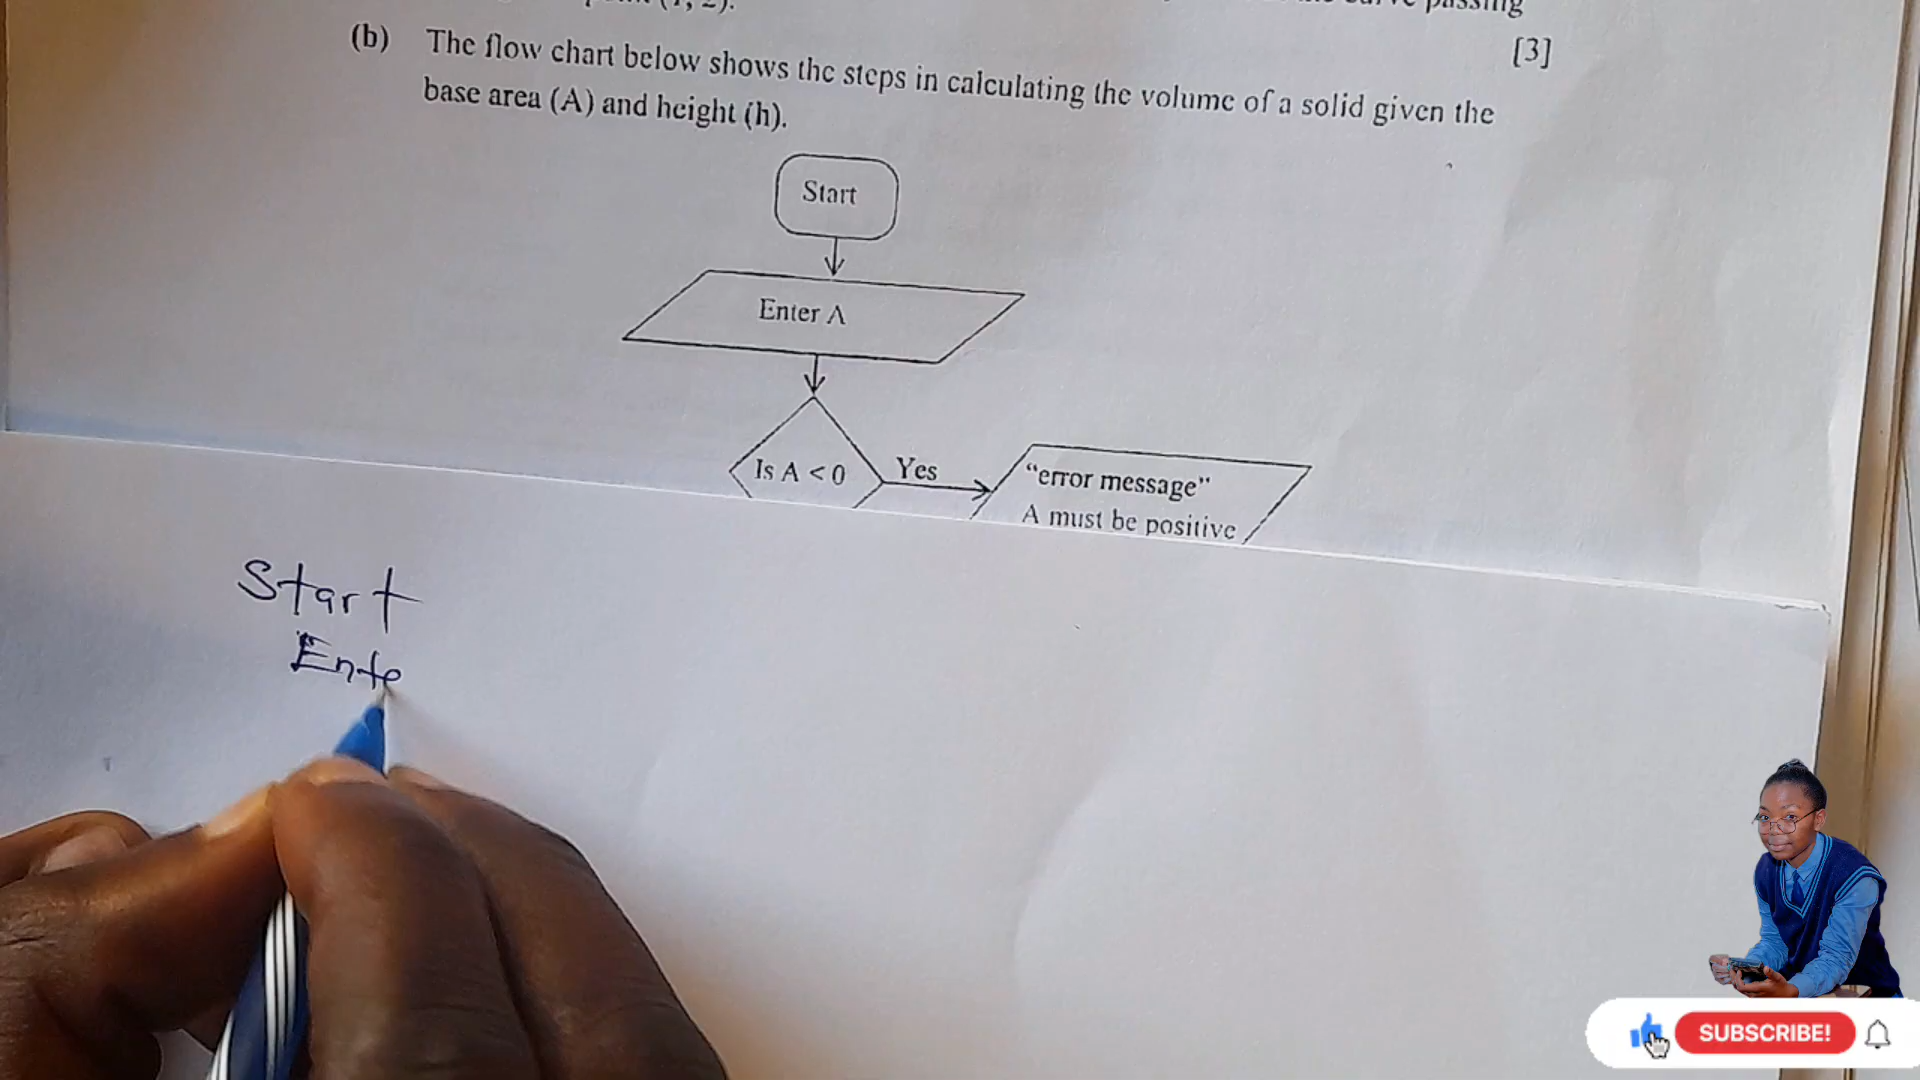 (b) The flow chart below shows the steps in calculating the volume of a solid given the
base area (A) and height (h).
[3]
Start
Enter A
Is A < 0
Yes
“error message”
A must be positive
Start
Ente
SUBSCRIBE!